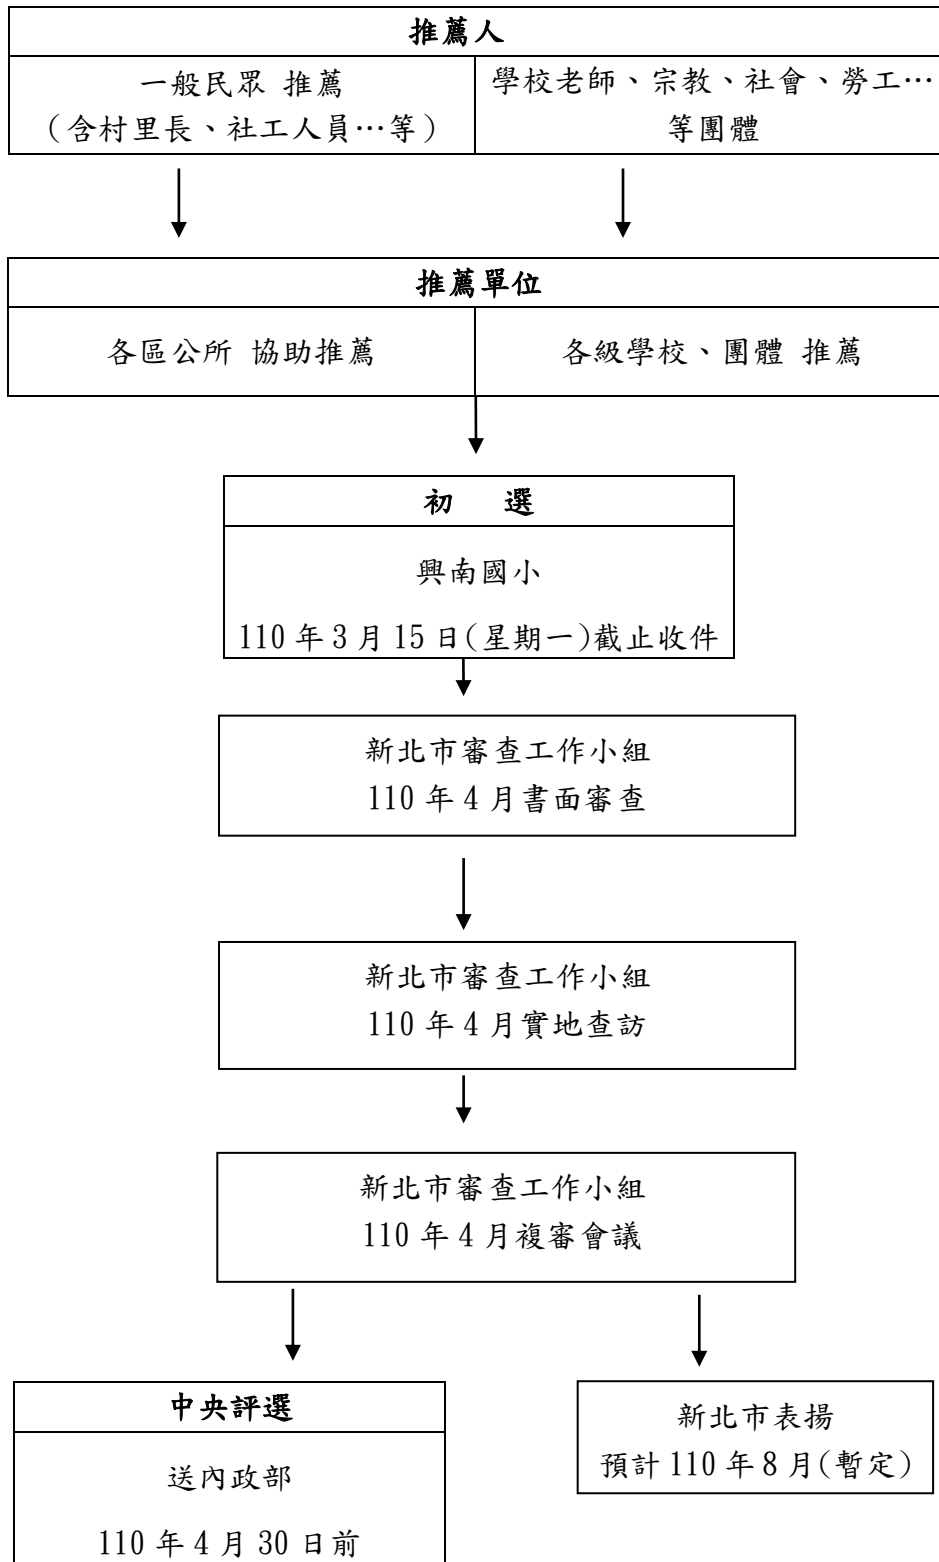 推薦人
一般民眾 推薦
(含村里長、社工人員…等)
學校老師、宗教、社會、勞工…
等團體
推薦單位
各區公所 協助推薦
各級學校、團體 推薦
初 選
興南國小
110 年 3 月 15 日(星期一)截止收件
新北市審查工作小組
110 年 4 月書面審查
新北市審查工作小組
110 年 4 月實地查訪
新北市審查工作小組
110 年 4 月複審會議
中央評選
送內政部
110 年 4 月 30 日前
新北市表揚
預計 110 年 8 月(暫定)